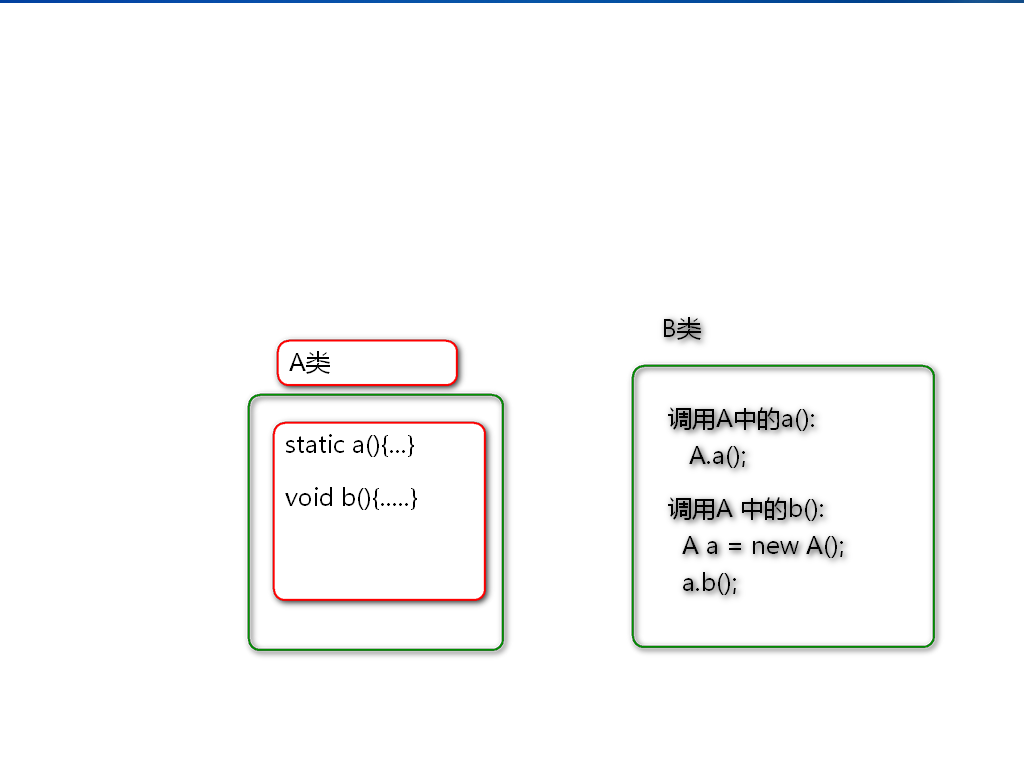 A类
static a(){...}
void b(){.....}
B类
调用A中的a():
A.a();
调用A 中的b():
A a = new A();
a.b();